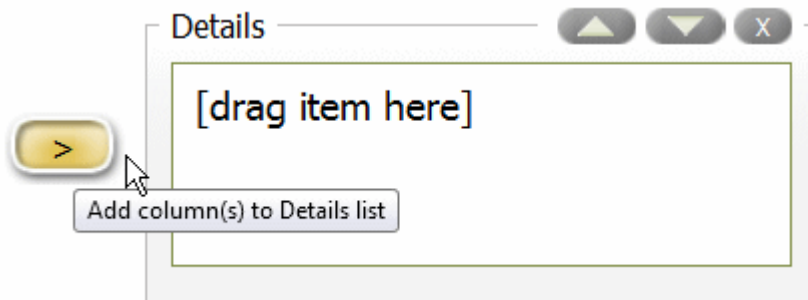 Details
X
[drag item here]
>
Add column(s) to Details list